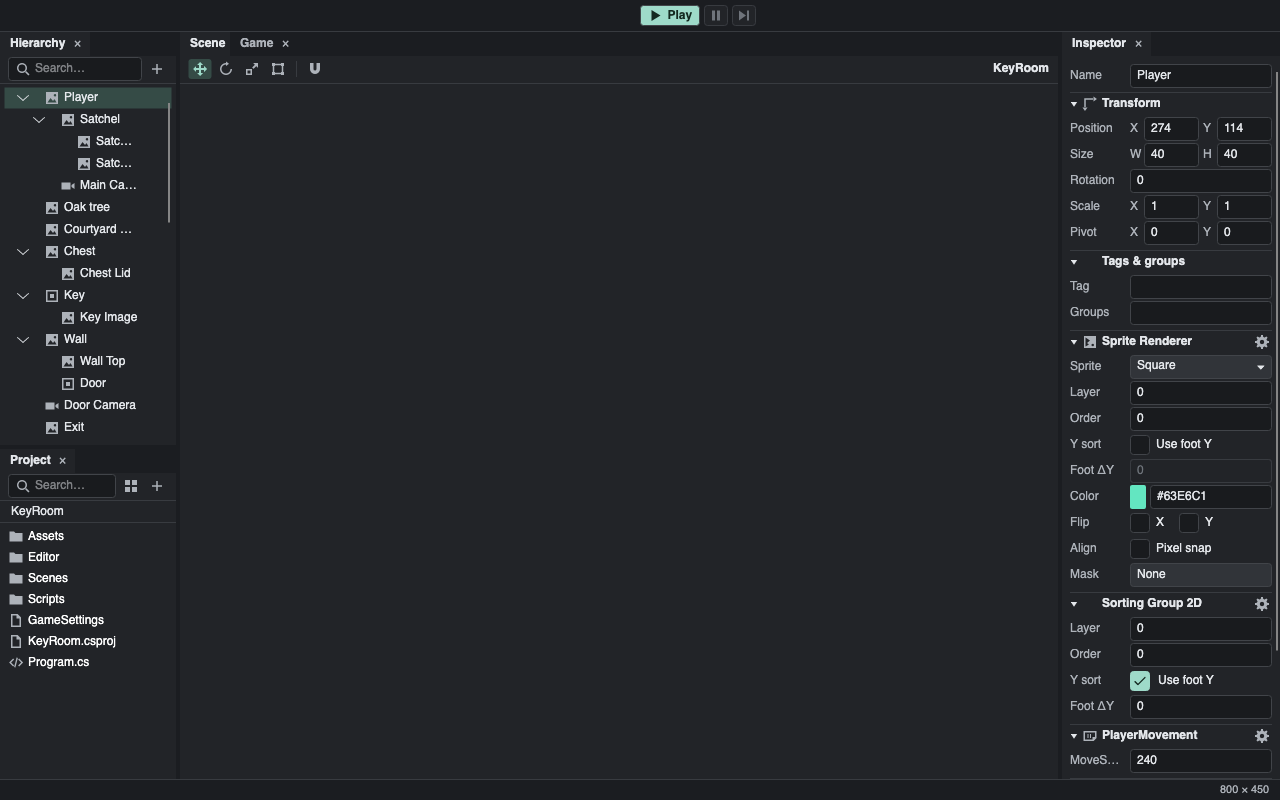 Play
Hierarchy
Search...
Player
Satchel
Satc...
Satc...
Main Ca...
Oak tree
Courtyard ...
Chest
Chest Lid
Key
Key Image
Wall
Wall Top
Door
Door Camera
Exit
Project
Search...
KeyRoom
Assets
Editor
Scenes
Scripts
GameSettings
KeyRoom.csproj
Program.cs
Scene Game
KeyRoom
Inspector
Name Player
Transform
Position X 274 Y 114
Size W 40 H 40
Rotation 0
Scale X 1 Y 1
Pivot X 0 Y 0
Tags & groups
Tag
Groups
Sprite Renderer
Sprite Square
Layer 0
Order 0
Y sort Use foot Y
Foot ΔY 0
Color #63E6C1
Flip X Y
Align Pixel snap
Mask None
Sorting Group 2D
Layer 0
Order 0
Y sort Use foot Y
Foot ΔY 0
PlayerMovement
MoveS... 240
800 × 450